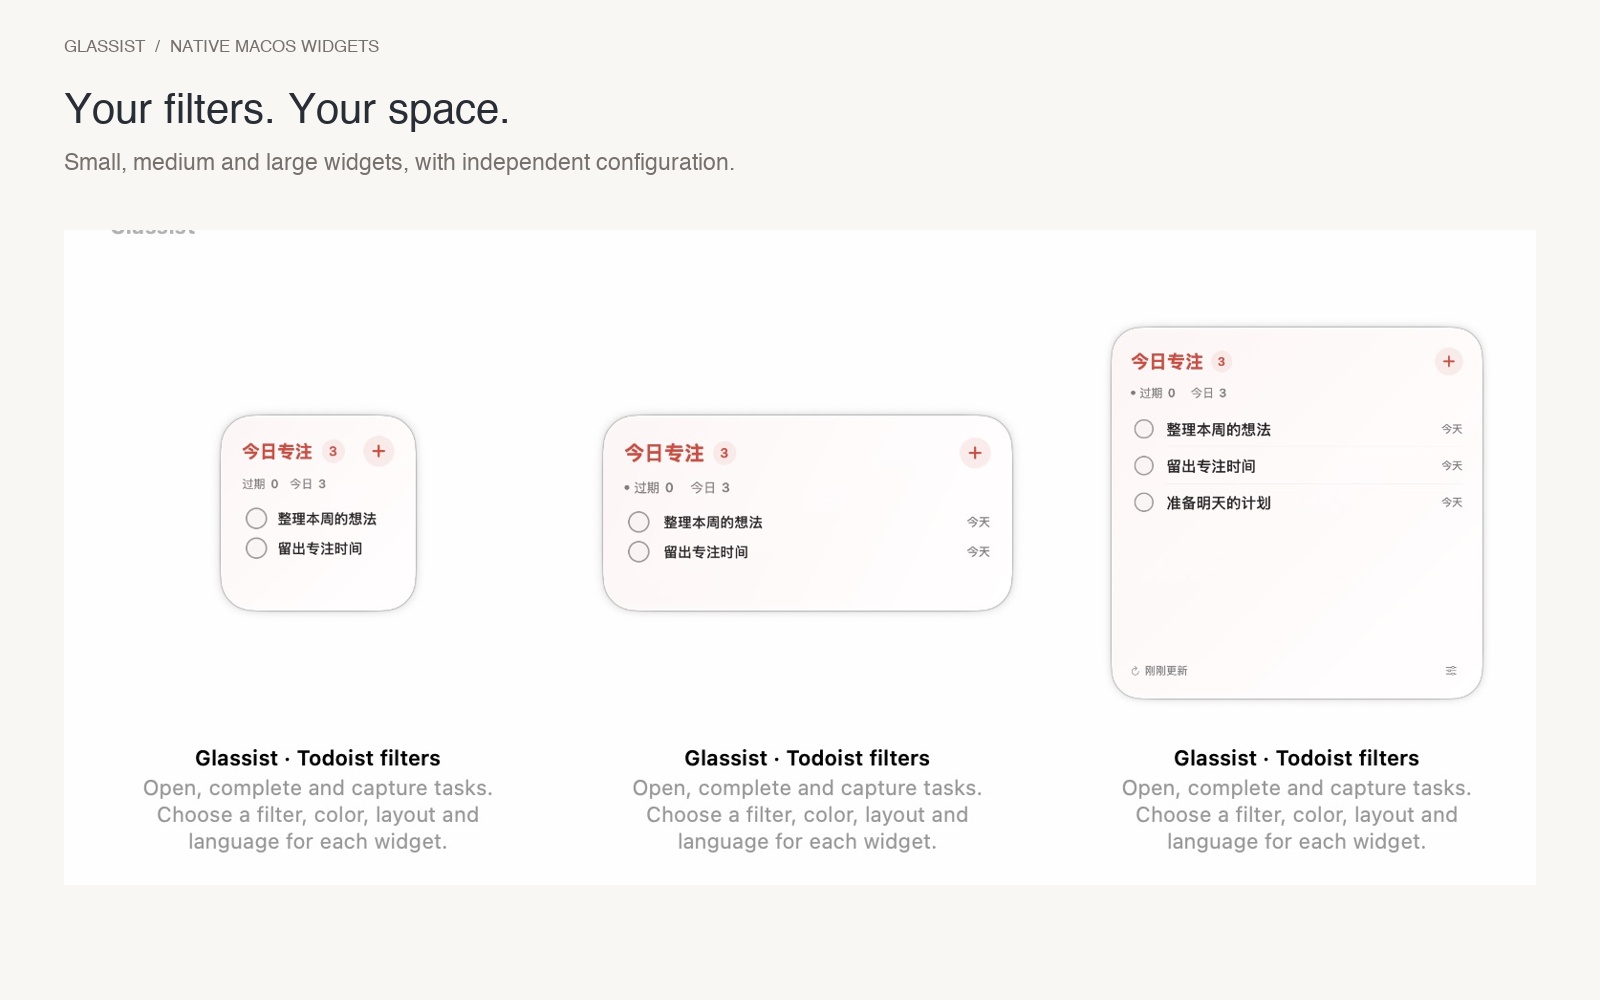 GLASSIST / NATIVE MACOS WIDGETS
Your filters. Your space.
Small, medium and large widgets, with independent configuration.
Glassist
今日专注 3 +
过期 0 今日 3
整理本周的想法
留出专注时间
今日专注 3 +
• 过期 0 今日 3
整理本周的想法 今天
留出专注时间 今天
今日专注 3 +
• 过期 0 今日 3
整理本周的想法 今天
留出专注时间 今天
准备明天的计划 今天
刚刚更新
Glassist · Todoist filters
Open, complete and capture tasks.
Choose a filter, color, layout and
language for each widget.
Glassist · Todoist filters
Open, complete and capture tasks.
Choose a filter, color, layout and
language for each widget.
Glassist · Todoist filters
Open, complete and capture tasks.
Choose a filter, color, layout and
language for each widget.